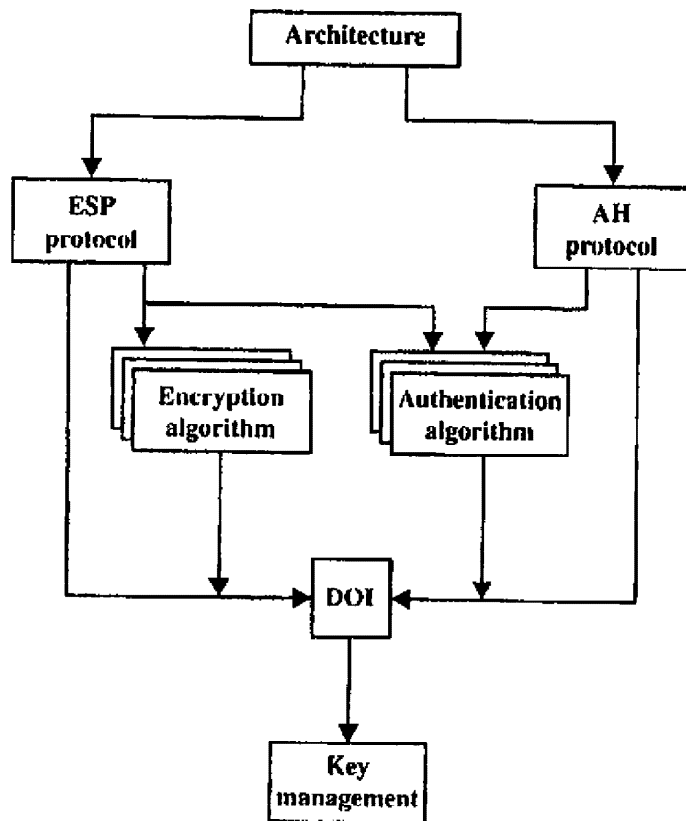 Architecture
ESP
protocol
AH
protocol
Encryption
algorithm
Authentication
algorithm
DOI
Key
management